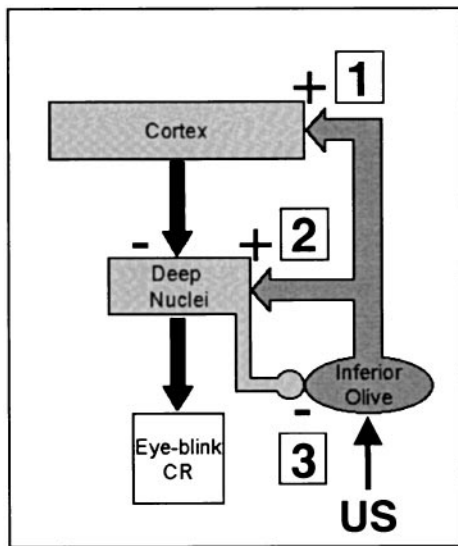 + 1
Cortex
- + 2
Deep
Nuclei
Inferior
Olive
-
Eye-blink
CR
3
US